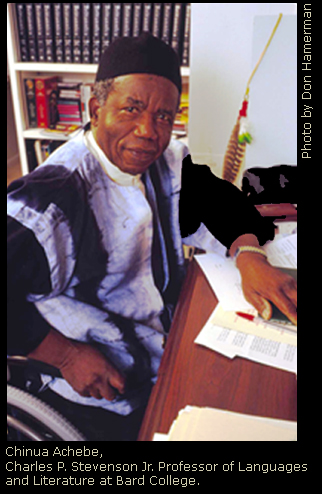 Photo by Don Hamerman
Chinua Achebe,
Charles P. Stevenson Jr. Professor of Languages
and Literature at Bard College.